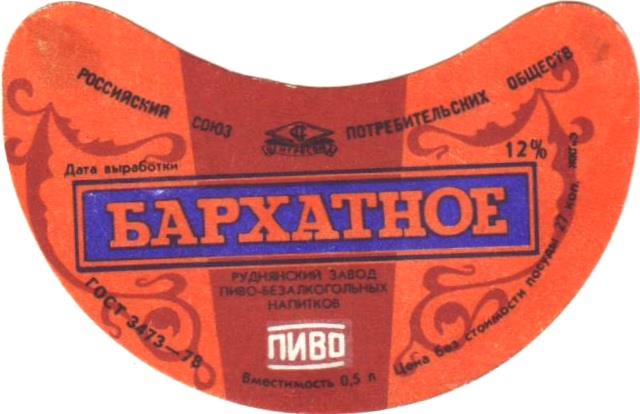 РОССИЙСКИЙ СОЮЗ ПОТРЕБИТЕЛЬСКИХ ОБЩЕСТВ
12%
Дата выработки
БАРХАТНОЕ
РУДНЯНСКИЙ ЗАВОД
ПИВО-БЕЗАЛКОГОЛЬНЫХ
НАПИТКОВ
ГОСТ 3473—78
ПИВО
Вместимость 0,5 л
Цена без стоимости посуды 27 коп.